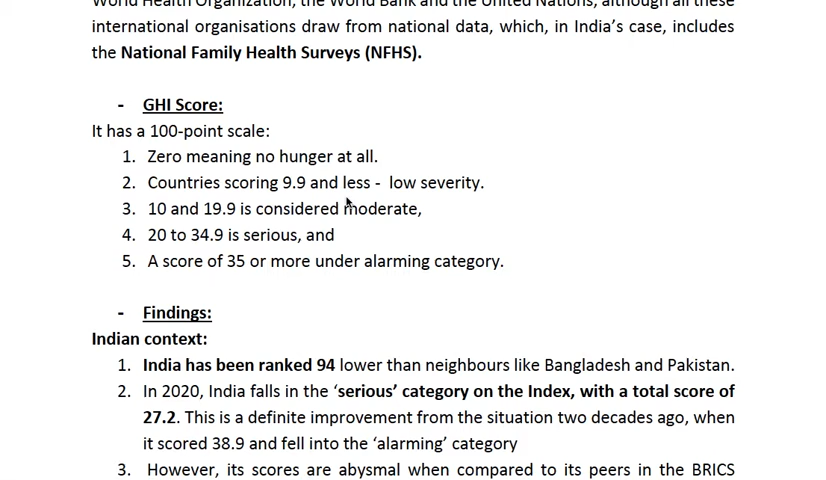 World Health Organization, the World Bank and the United Nations, although all these
international organisations draw from national data, which, in India's case, includes
the National Family Health Surveys (NFHS).
- GHI Score:
It has a 100-point scale:
1. Zero meaning no hunger at all.
2. Countries scoring 9.9 and less - low severity.
3. 10 and 19.9 is considered moderate,
4. 20 to 34.9 is serious, and
5. A score of 35 or more under alarming category.
- Findings:
Indian context:
1. India has been ranked 94 lower than neighbours like Bangladesh and Pakistan.
2. In 2020, India falls in the 'serious' category on the Index, with a total score of
27.2. This is a definite improvement from the situation two decades ago, when
it scored 38.9 and fell into the 'alarming' category
3. However, its scores are abysmal when compared to its peers in the BRICS